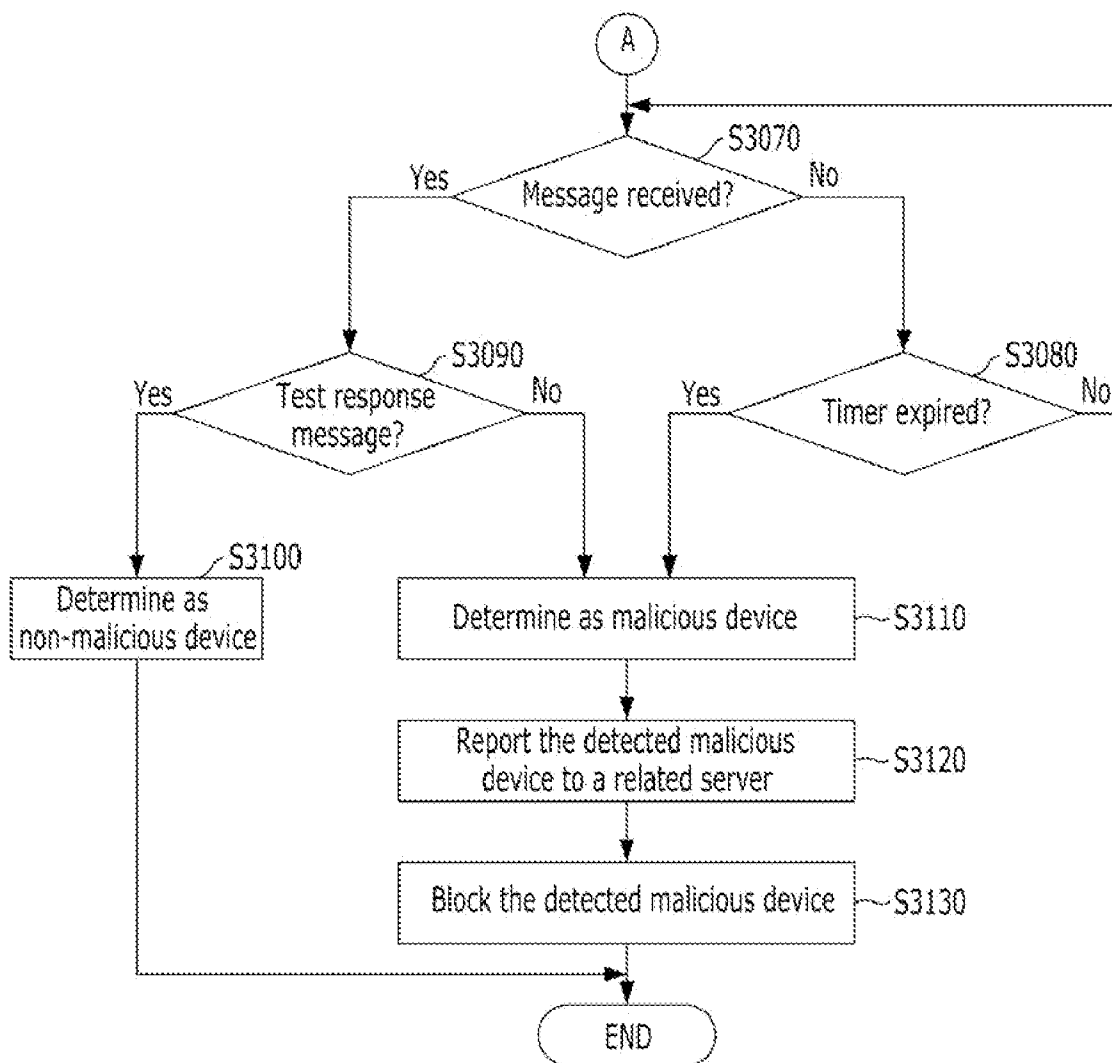 A
S3070
Yes
No
Message received?
S3090
Yes
No
Test response
message?
S3080
Yes
No
Timer expired?
S3100
Determine as
non-malicious device
Determine as malicious device
S3110
Report the detected malicious
device to a related server
S3120
Block the detected malicious device
S3130
END